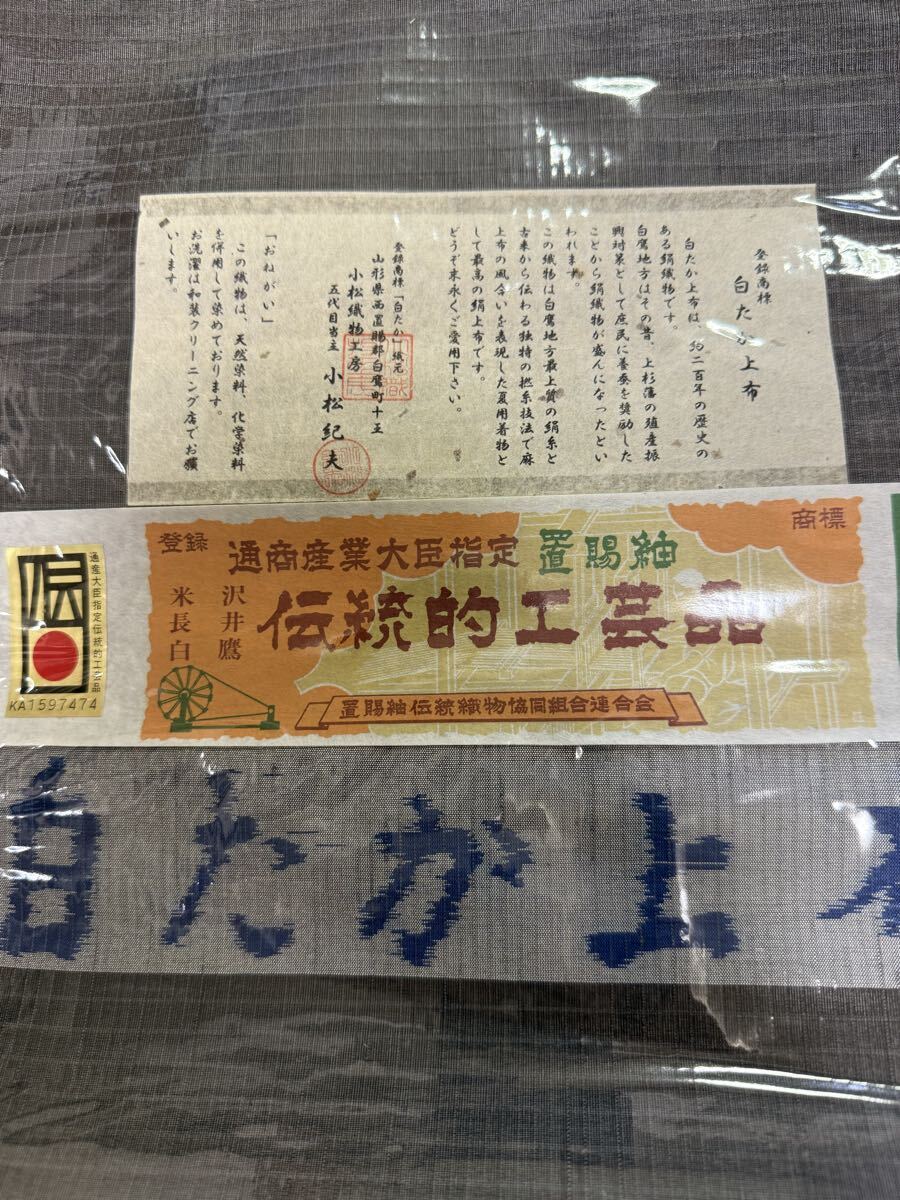 登録商標
白たか上布
白たか上布は、約二百年の歴史の
ある絹織物です。
白鷹地方はその昔、上杉藩の殖産振
興対策として庶民に養蚕を奨励した
ことから絹織物が盛んになったとい
われます。
この織物は白鷹地方最上質の絹糸と
古来から伝わる独特の撚糸技法で麻
上布の風合いを表現した夏用着物と
して最高の絹上布です。
どうぞ末永くご愛用下さい。
登録商標「白たか」織元
山形県西置賜郡白鷹町十王
小松織物工房
五代目当主 小松紀夫
「おねがい」
この織物は、天然染料、化学染料
を併用して染めております。
お洗濯は和装クリーニング店でお願
いします。
登録
商標
通商産業大臣指定 置賜紬
伝統的工芸品
米沢
長井
白鷹
置賜紬伝統織物協同組合連合会
伝
通産大臣指定伝統的工芸品
KA1597474
白たか上